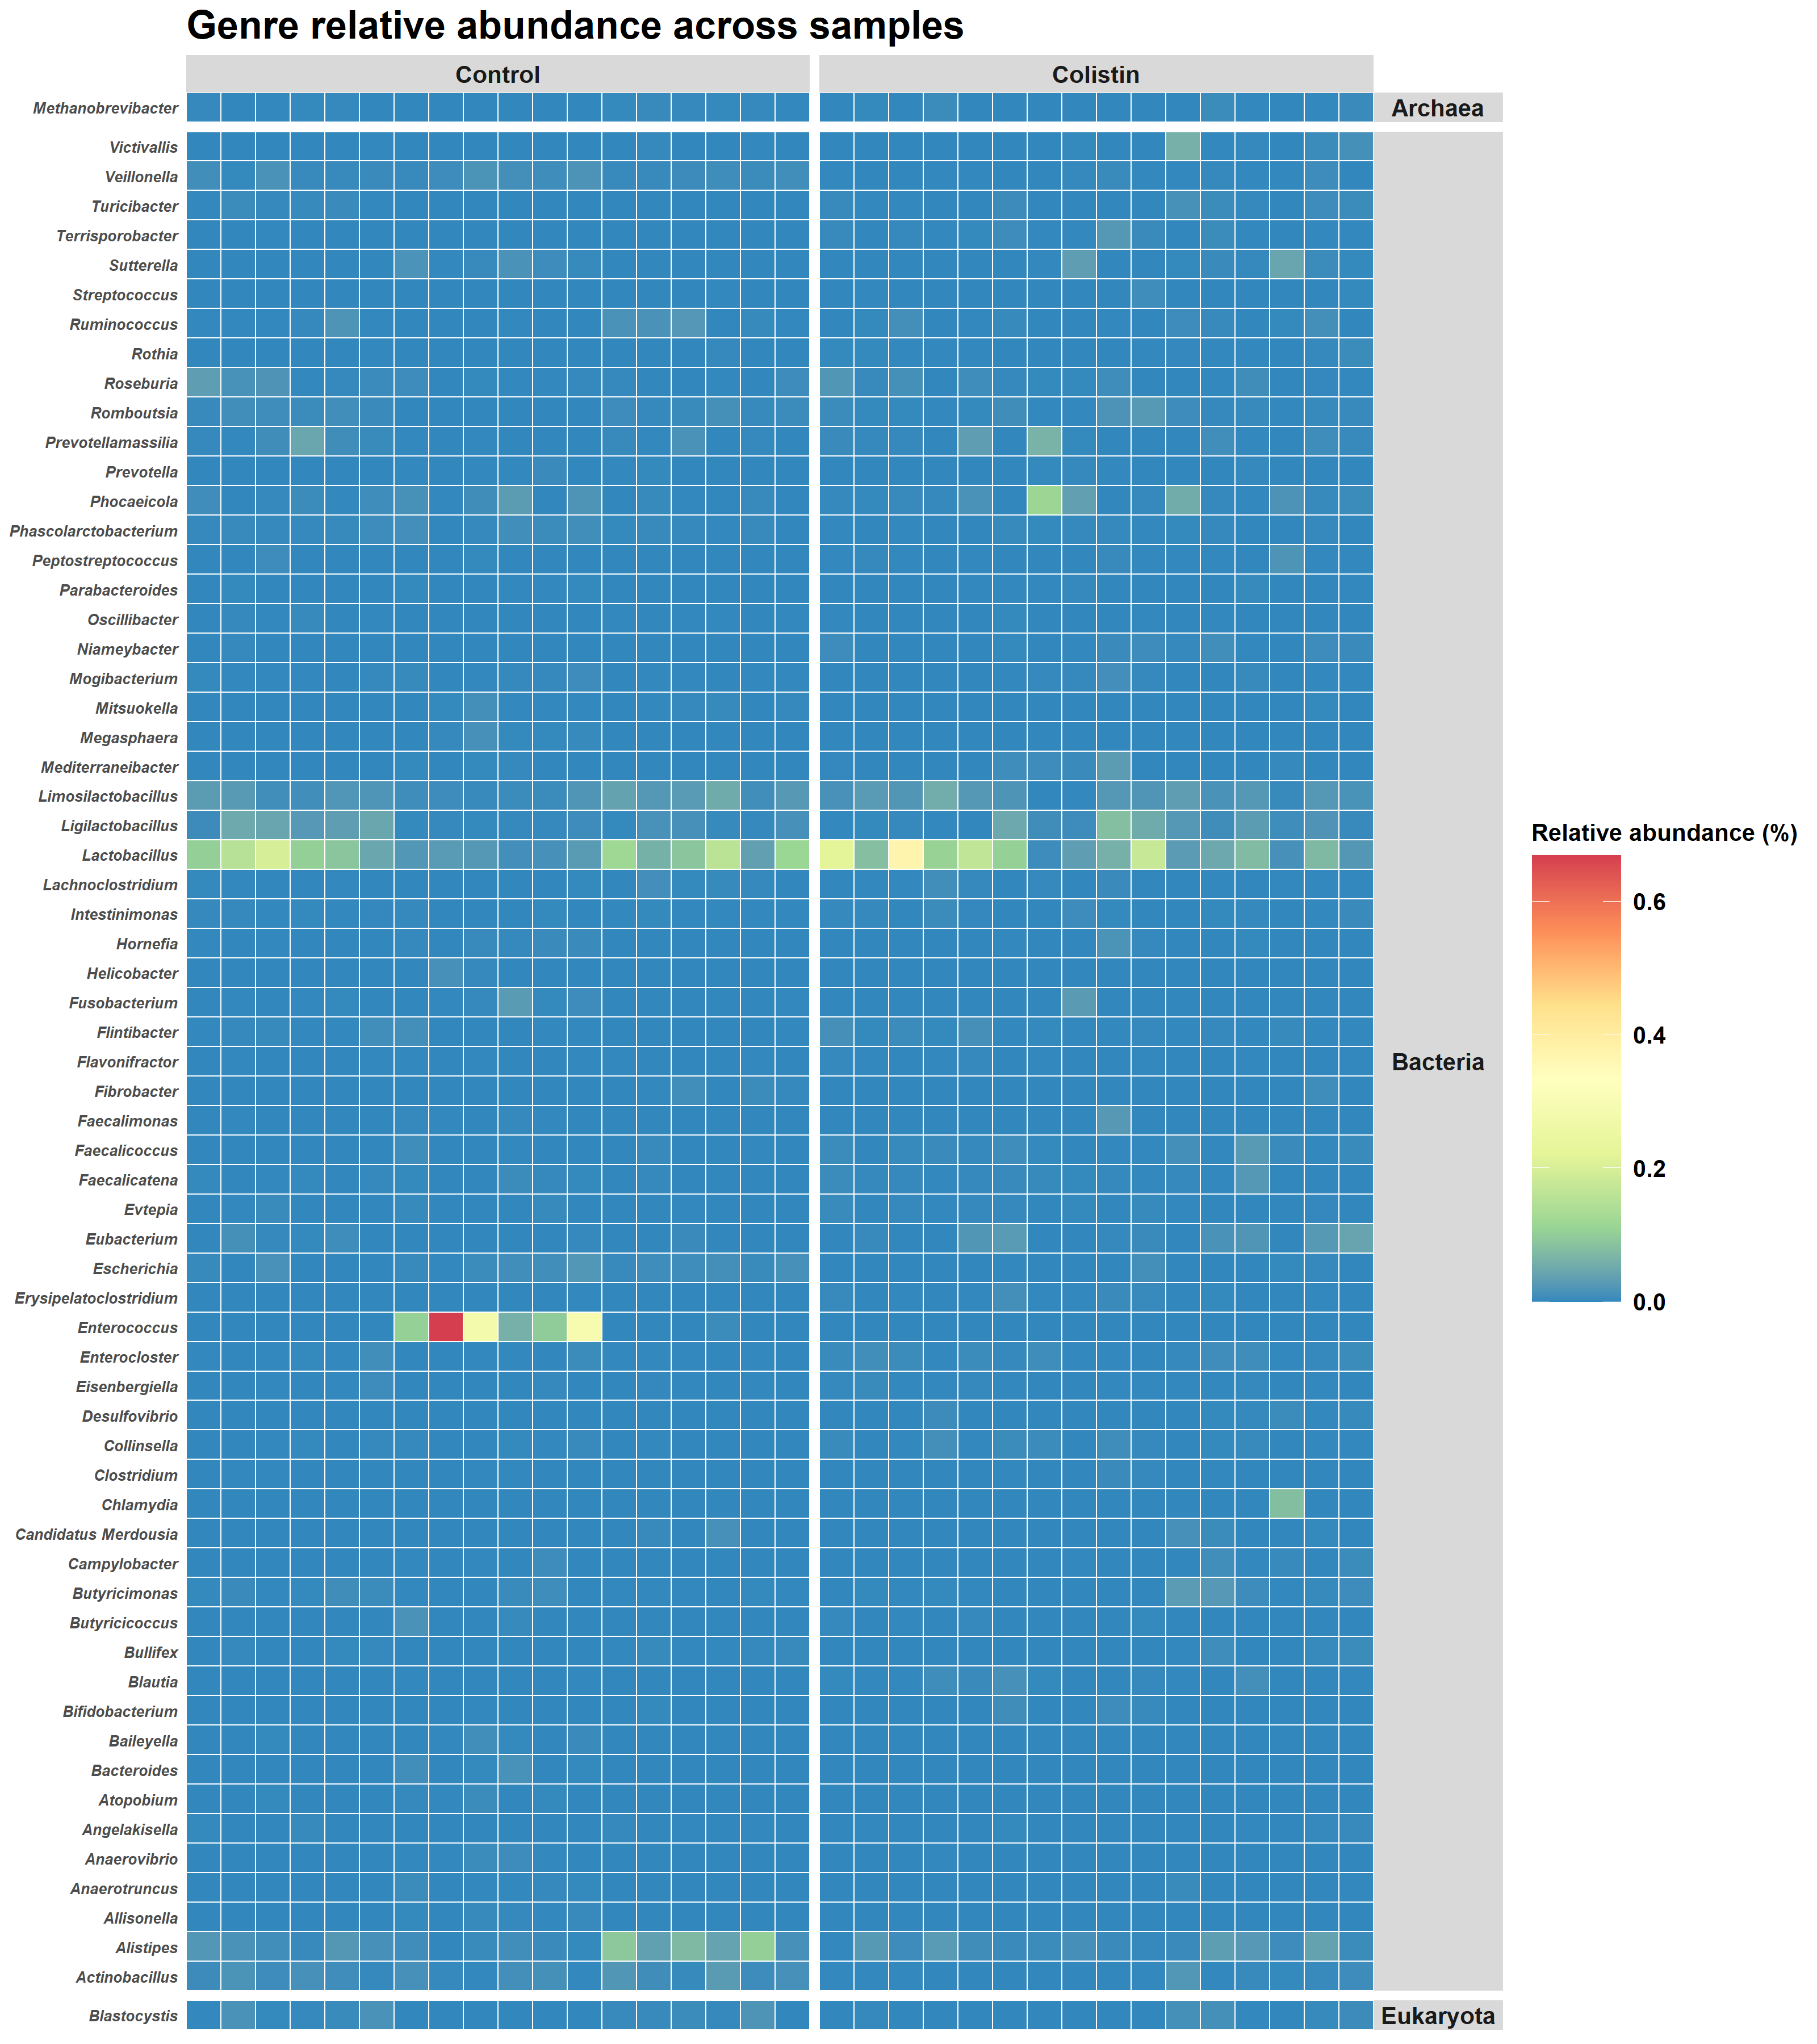 Genre relative abundance across samples
Control
Colistin
Methanobrevibacter
Archaea
Victivallis
Veillonella
Turicibacter
Terrisporobacter
Sutterella
Streptococcus
Ruminococcus
Rothia
Roseburia
Romboutsia
Prevotellamassilia
Prevotella
Phocaeicola
Phascolarctobacterium
Peptostreptococcus
Parabacteroides
Oscillibacter
Niameybacter
Mogibacterium
Mitsuokella
Megasphaera
Mediterraneibacter
Limosilactobacillus
Ligilactobacillus
Lactobacillus
Lachnoclostridium
Intestinimonas
Hornefia
Helicobacter
Fusobacterium
Flintibacter
Flavonifractor
Fibrobacter
Faecalimonas
Faecalicoccus
Faecalicatena
Evtepia
Eubacterium
Escherichia
Erysipelatoclostridium
Enterococcus
Enterocloster
Eisenbergiella
Desulfovibrio
Collinsella
Clostridium
Chlamydia
Candidatus Merdousia
Campylobacter
Butyricimonas
Butyricicoccus
Bullifex
Blautia
Bifidobacterium
Baileyella
Bacteroides
Atopobium
Angelakisella
Anaerovibrio
Anaerotruncus
Allisonella
Alistipes
Actinobacillus
Bacteria
Blastocystis
Eukaryota
Relative abundance (%)
0.6
0.4
0.2
0.0